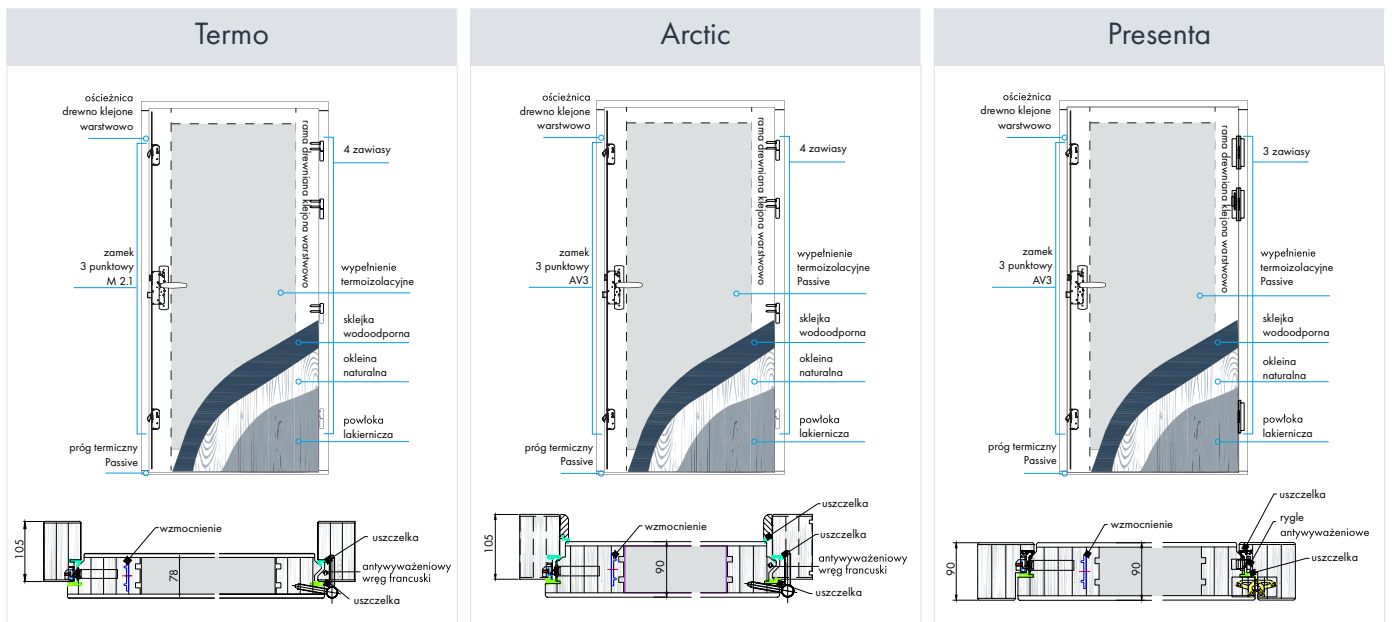 Termo
ościeżnica
drewno klejone
warstwowo
rama drewniana klejona warstwowo
4 zawiasy
zamek
3 punktowy
M 2.1
wypełnienie
termoizolacyjne
sklejka
wodoodporna
okleina
naturalna
powłoka
lakiernicza
próg termiczny
Passive
105
wzmocnienie
78
uszczelka
antywyważeniowy
wręg francuski
uszczelka
Arctic
ościeżnica
drewno klejone
warstwowo
rama drewniana klejona warstwowo
4 zawiasy
zamek
3 punktowy
AV3
wypełnienie
termoizolacyjne
Passive
sklejka
wodoodporna
okleina
naturalna
powłoka
lakiernicza
próg termiczny
Passive
105
wzmocnienie
90
uszczelka
uszczelka
antywyważeniowy
wręg francuski
uszczelka
Presenta
ościeżnica
drewno klejone
warstwowo
rama drewniana klejona warstwowo
3 zawiasy
zamek
3 punktowy
AV3
wypełnienie
termoizolacyjne
Passive
sklejka
wodoodporna
okleina
naturalna
powłoka
lakiernicza
próg termiczny
Passive
90
wzmocnienie
90
uszczelka
rygle
antywyważeniowe
uszczelka